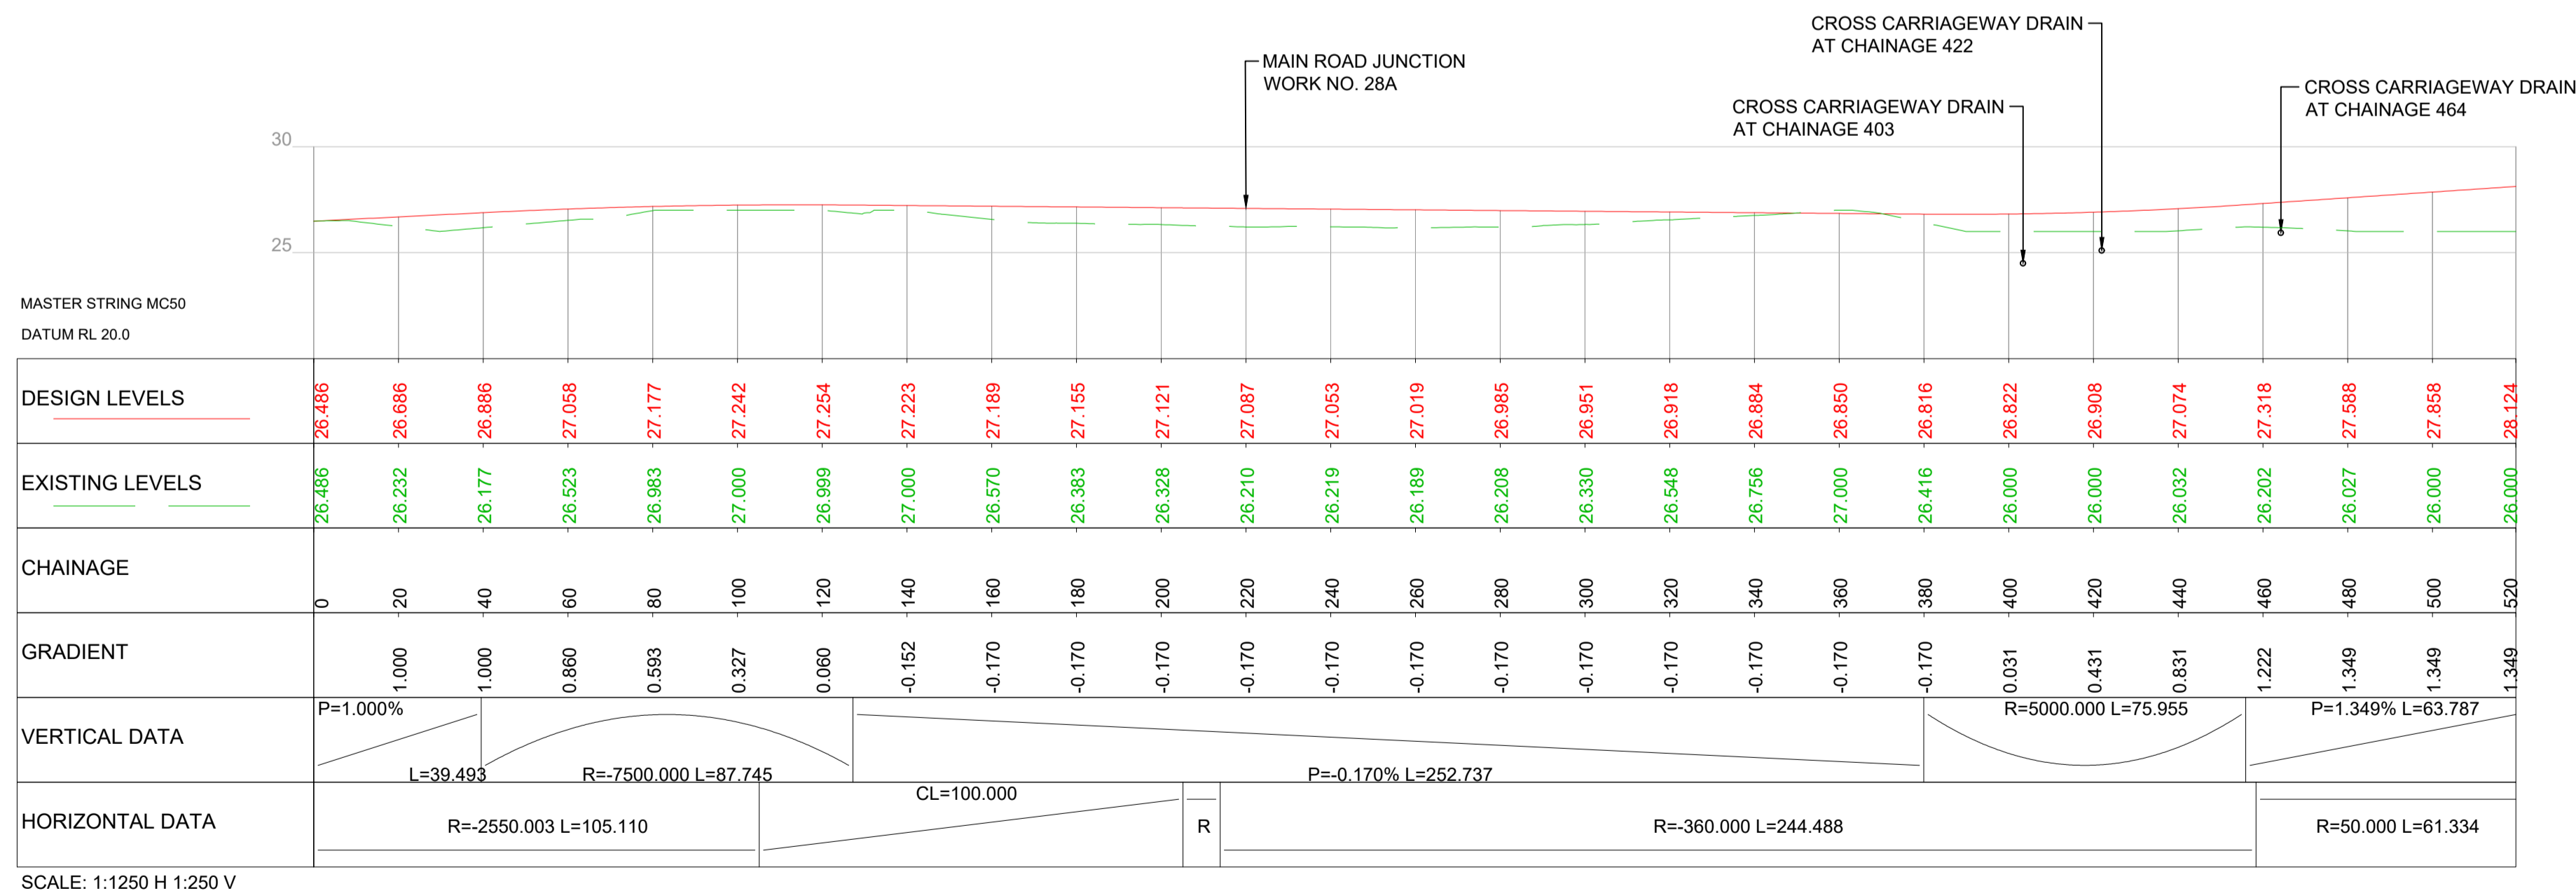 CROSS CARRIAGEWAY DRAIN
AT CHAINAGE 422
MAIN ROAD JUNCTION
WORK NO. 28A
CROSS CARRIAGEWAY DRAIN
AT CHAINAGE 403
CROSS CARRIAGEWAY DRAIN
AT CHAINAGE 464
30
25
MASTER STRING MC50
DATUM RL 20.0
DESIGN LEVELS 26.486 26.686 26.886 27.058 27.177 27.242 27.254 27.223 27.189 27.155 27.121 27.087 27.053 27.019 26.985 26.951 26.918 26.884 26.850 26.816 26.822 26.908 27.074 27.318 27.588 27.858 28.124
EXISTING LEVELS 26.486 26.232 26.177 26.523 26.983 27.000 26.999 27.000 26.570 26.383 26.328 26.210 26.219 26.189 26.208 26.330 26.548 26.756 27.000 26.416 26.000 26.000 26.032 26.202 26.027 26.000 26.000
CHAINAGE 0 20 40 60 80 100 120 140 160 180 200 220 240 260 280 300 320 340 360 380 400 420 440 460 480 500 520
GRADIENT 1.000 1.000 0.860 0.593 0.327 0.060 -0.152 -0.170 -0.170 -0.170 -0.170 -0.170 -0.170 -0.170 -0.170 -0.170 -0.170 -0.170 -0.170 0.031 0.431 0.831 1.222 1.349 1.349 1.349
VERTICAL DATA P=1.000% L=39.493 R=-7500.000 L=87.745 P=-0.170% L=252.737 R=5000.000 L=75.955 P=1.349% L=63.787
HORIZONTAL DATA R=-2550.003 L=105.110 CL=100.000 R R=-360.000 L=244.488 R=50.000 L=61.334
SCALE: 1:1250 H 1:250 V